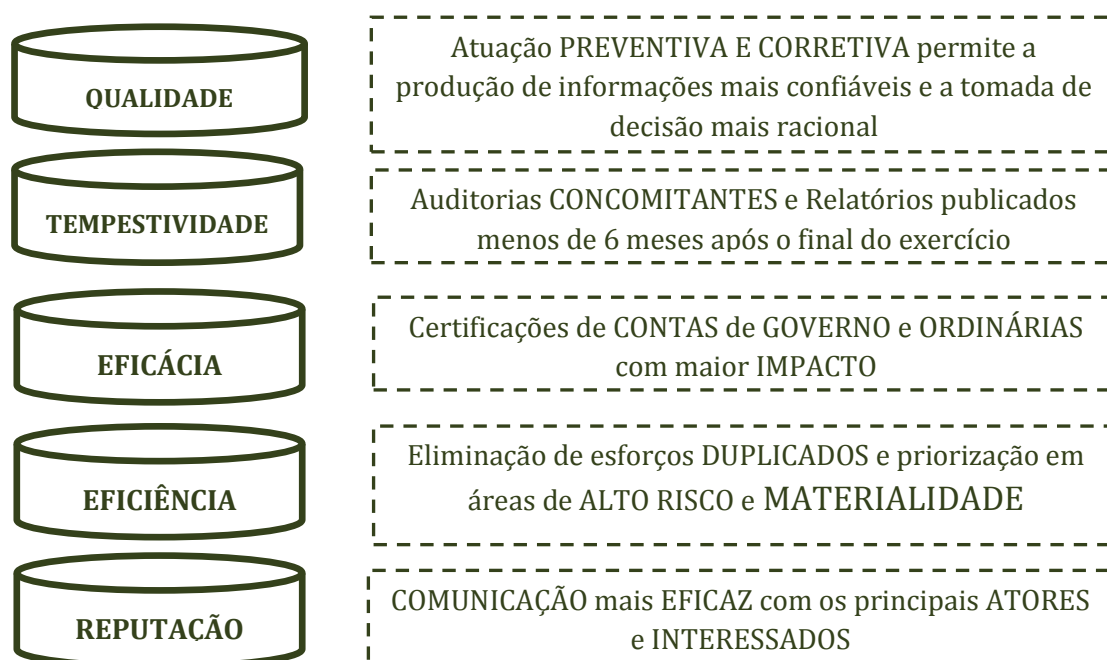 QUALIDADE
Atuação PREVENTIVA E CORRETIVA permite a
produção de informações mais confiáveis e a tomada de
decisão mais racional
TEMPESTIVIDADE
Auditorias CONCOMITANTES e Relatórios publicados
menos de 6 meses após o final do exercício
EFICÁCIA
Certificações de CONTAS de GOVERNO e ORDINÁRIAS
com maior IMPACTO
EFICIÊNCIA
Eliminação de esforços DUPLICADOS e priorização em
áreas de ALTO RISCO e MATERIALIDADE
REPUTAÇÃO
COMUNICAÇÃO mais EFICAZ com os principais ATORES
e INTERESSADOS